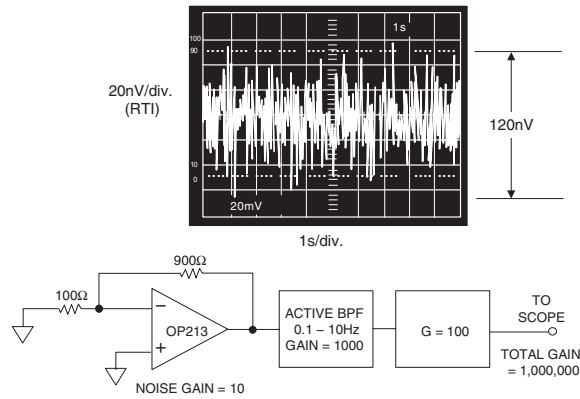 1s
100
90
20nV/div.
(RTI)
120nV
10
0
20mV
1s/div.
900Ω
100Ω
−
OP213
+
NOISE GAIN = 10
ACTIVE BPF
0.1 – 10Hz
GAIN = 1000
G = 100
TO
SCOPE
TOTAL GAIN
= 1,000,000